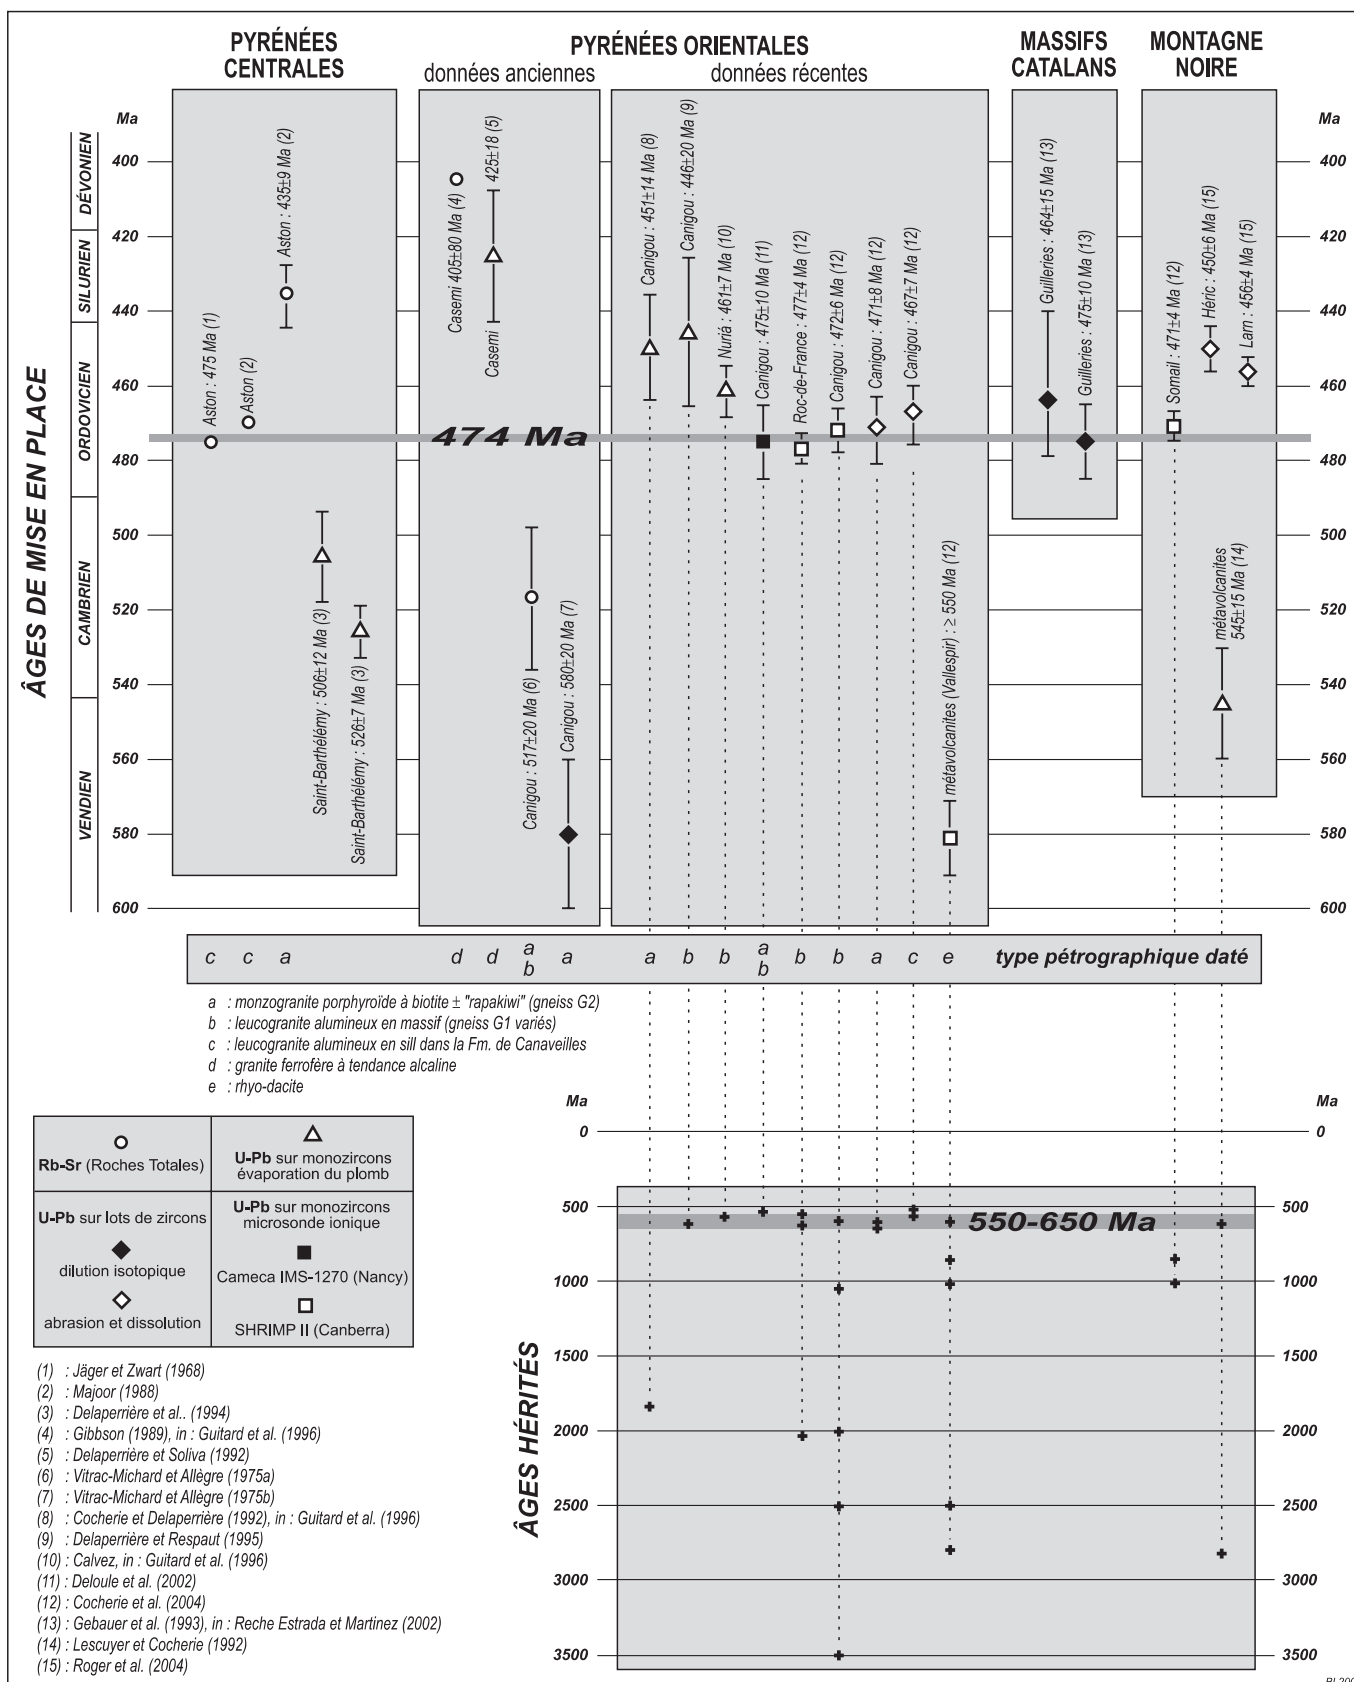 PYRÉNÉES
CENTRALES
PYRÉNÉES ORIENTALES
données anciennes
données récentes
MASSIFS
CATALANS
MONTAGNE
NOIRE
Ma
Ma
ÂGES DE MISE EN PLACE
DÉVONIEN
SILURIEN
ORDOVICIEN
CAMBRIEN
VENDIEN
400
420
440
460
480
500
520
540
560
580
600
400
420
440
460
480
500
520
540
560
580
600
Aston : 475 Ma (1)
Aston (2)
Aston : 435±9 Ma (2)
Saint-Barthélémy : 506±12 Ma (3)
Saint-Barthélémy : 526±7 Ma (3)
Casemi 405±80 Ma (4)
Casemi
425±18 (5)
Canigou : 517±20 Ma (6)
Canigou : 580±20 Ma (7)
Canigou : 451±14 Ma (8)
Canigou : 446±20 Ma (9)
Nuriá : 461±7 Ma (10)
Canigou : 475±10 Ma (11)
Roc-de-France : 477±4 Ma (12)
Canigou : 472±6 Ma (12)
Canigou : 471±8 Ma (12)
Canigou : 467±7 Ma (12)
métavolcanites (Vallespir) : ≥ 550 Ma (12)
Guilleries : 464±15 Ma (13)
Guilleries : 475±10 Ma (13)
Somail : 471±4 Ma (12)
Héric : 450±6 Ma (15)
Larn : 456±4 Ma (15)
métavolcanites
545±15 Ma (14)
474 Ma
c c a d d a b a a b b a b b b a c e type pétrographique daté
a : monzogranite porphyroïde à biotite ± "rapakiwi" (gneiss G2)
b : leucogranite alumineux en massif (gneiss G1 variés)
c : leucogranite alumineux en sill dans la Fm. de Canaveilles
d : granite ferrofère à tendance alcaline
e : rhyo-dacite
Rb-Sr (Roches Totales)
U-Pb sur monozircons
évaporation du plomb
U-Pb sur lots de zircons
dilution isotopique
abrasion et dissolution
U-Pb sur monozircons
microsonde ionique
Cameca IMS-1270 (Nancy)
SHRIMP II (Canberra)
(1) : Jäger et Zwart (1968)
(2) : Majoor (1988)
(3) : Delaperrière et al.. (1994)
(4) : Gibbson (1989), in : Guitard et al. (1996)
(5) : Delaperrière et Soliva (1992)
(6) : Vitrac-Michard et Allègre (1975a)
(7) : Vitrac-Michard et Allègre (1975b)
(8) : Cocherie et Delaperrière (1992), in : Guitard et al. (1996)
(9) : Delaperrière et Respaut (1995)
(10) : Calvez, in : Guitard et al. (1996)
(11) : Deloule et al. (2002)
(12) : Cocherie et al. (2004)
(13) : Gebauer et al. (1993), in : Reche Estrada et Martinez (2002)
(14) : Lescuyer et Cocherie (1992)
(15) : Roger et al. (2004)
ÂGES HÉRITÉS
Ma
Ma
0
500
1000
1500
2000
2500
3000
3500
0
500
1000
1500
2000
2500
3000
3500
550-650 Ma